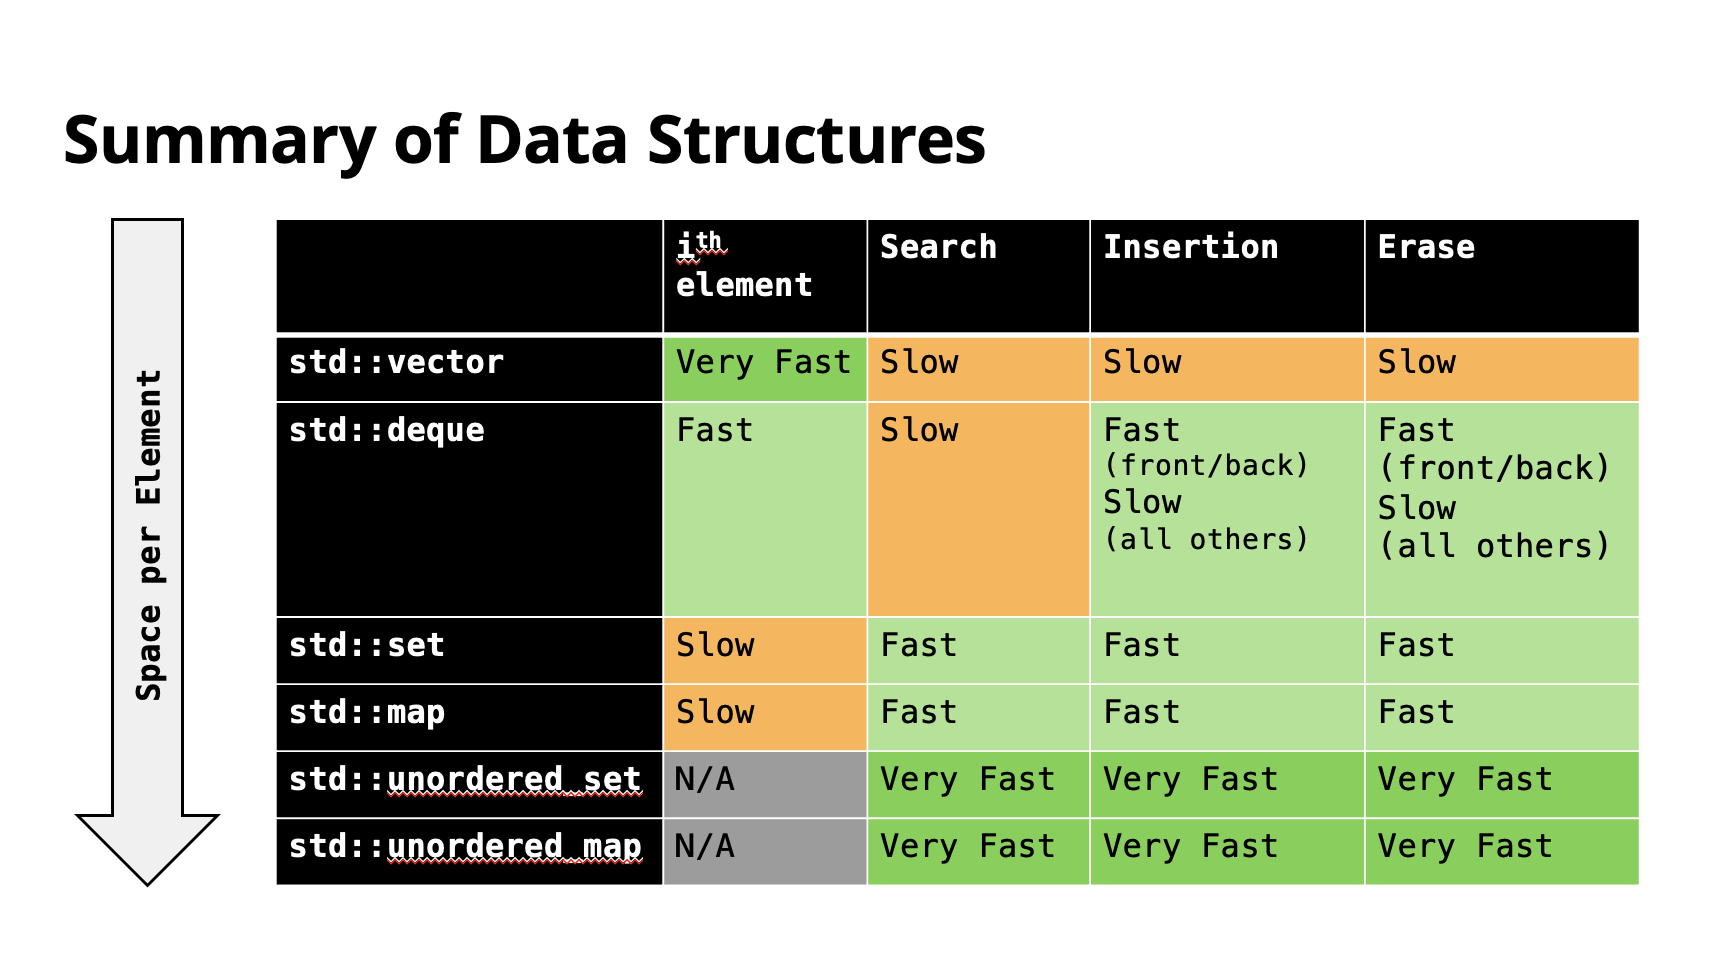 Summary of Data Structures
Space per Element
ith
element
Search
Insertion
Erase
std::vector
Very Fast
Slow
Slow
Slow
std::deque
Fast
Slow
Fast
(front/back)
Slow
(all others)
Fast
(front/back)
Slow
(all others)
std::set
Slow
Fast
Fast
Fast
std::map
Slow
Fast
Fast
Fast
std::unordered_set
N/A
Very Fast
Very Fast
Very Fast
std::unordered_map
N/A
Very Fast
Very Fast
Very Fast